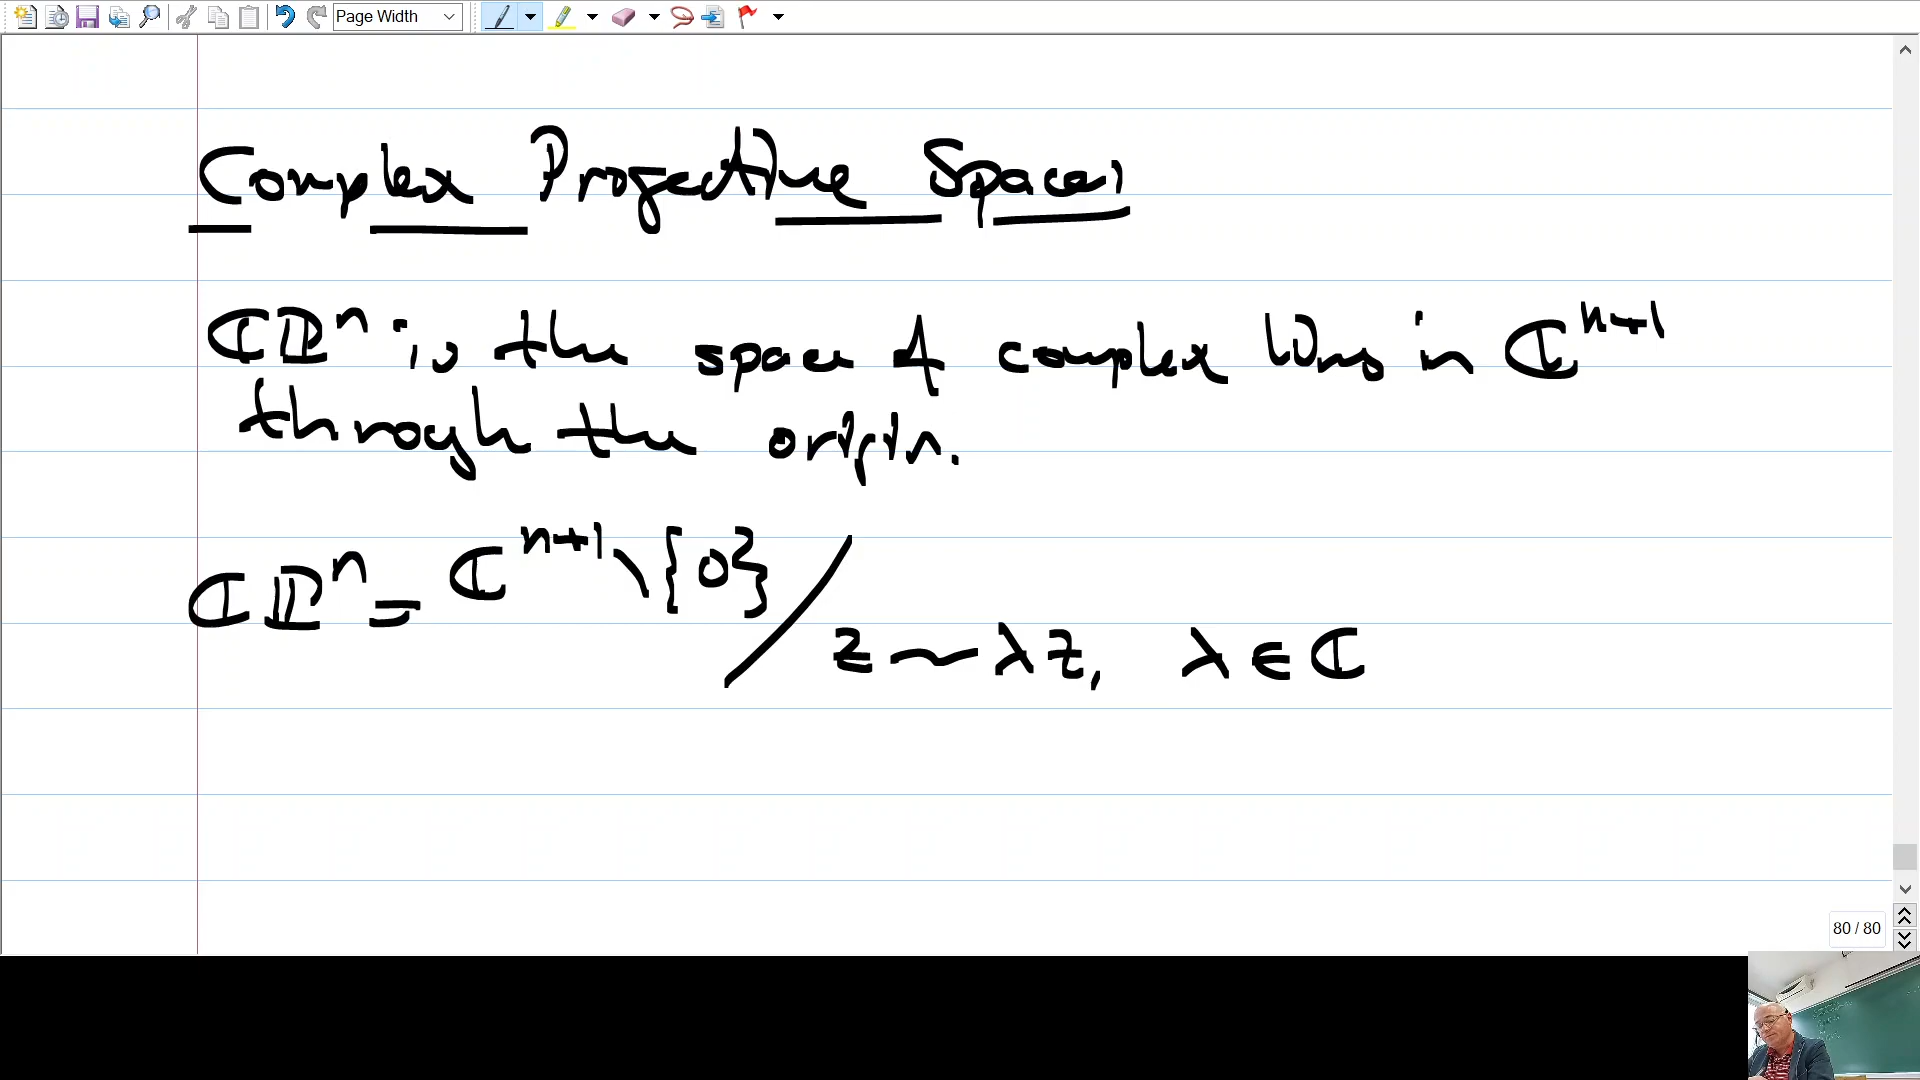 Page Width
Complex Projective Spaces
ℂℙⁿ is the space of complex lines in ℂⁿ⁺¹
through the origin.
ℂℙⁿ = ℂⁿ⁺¹ \ {0} / z ~ λz, λ ∈ ℂ
80 / 80